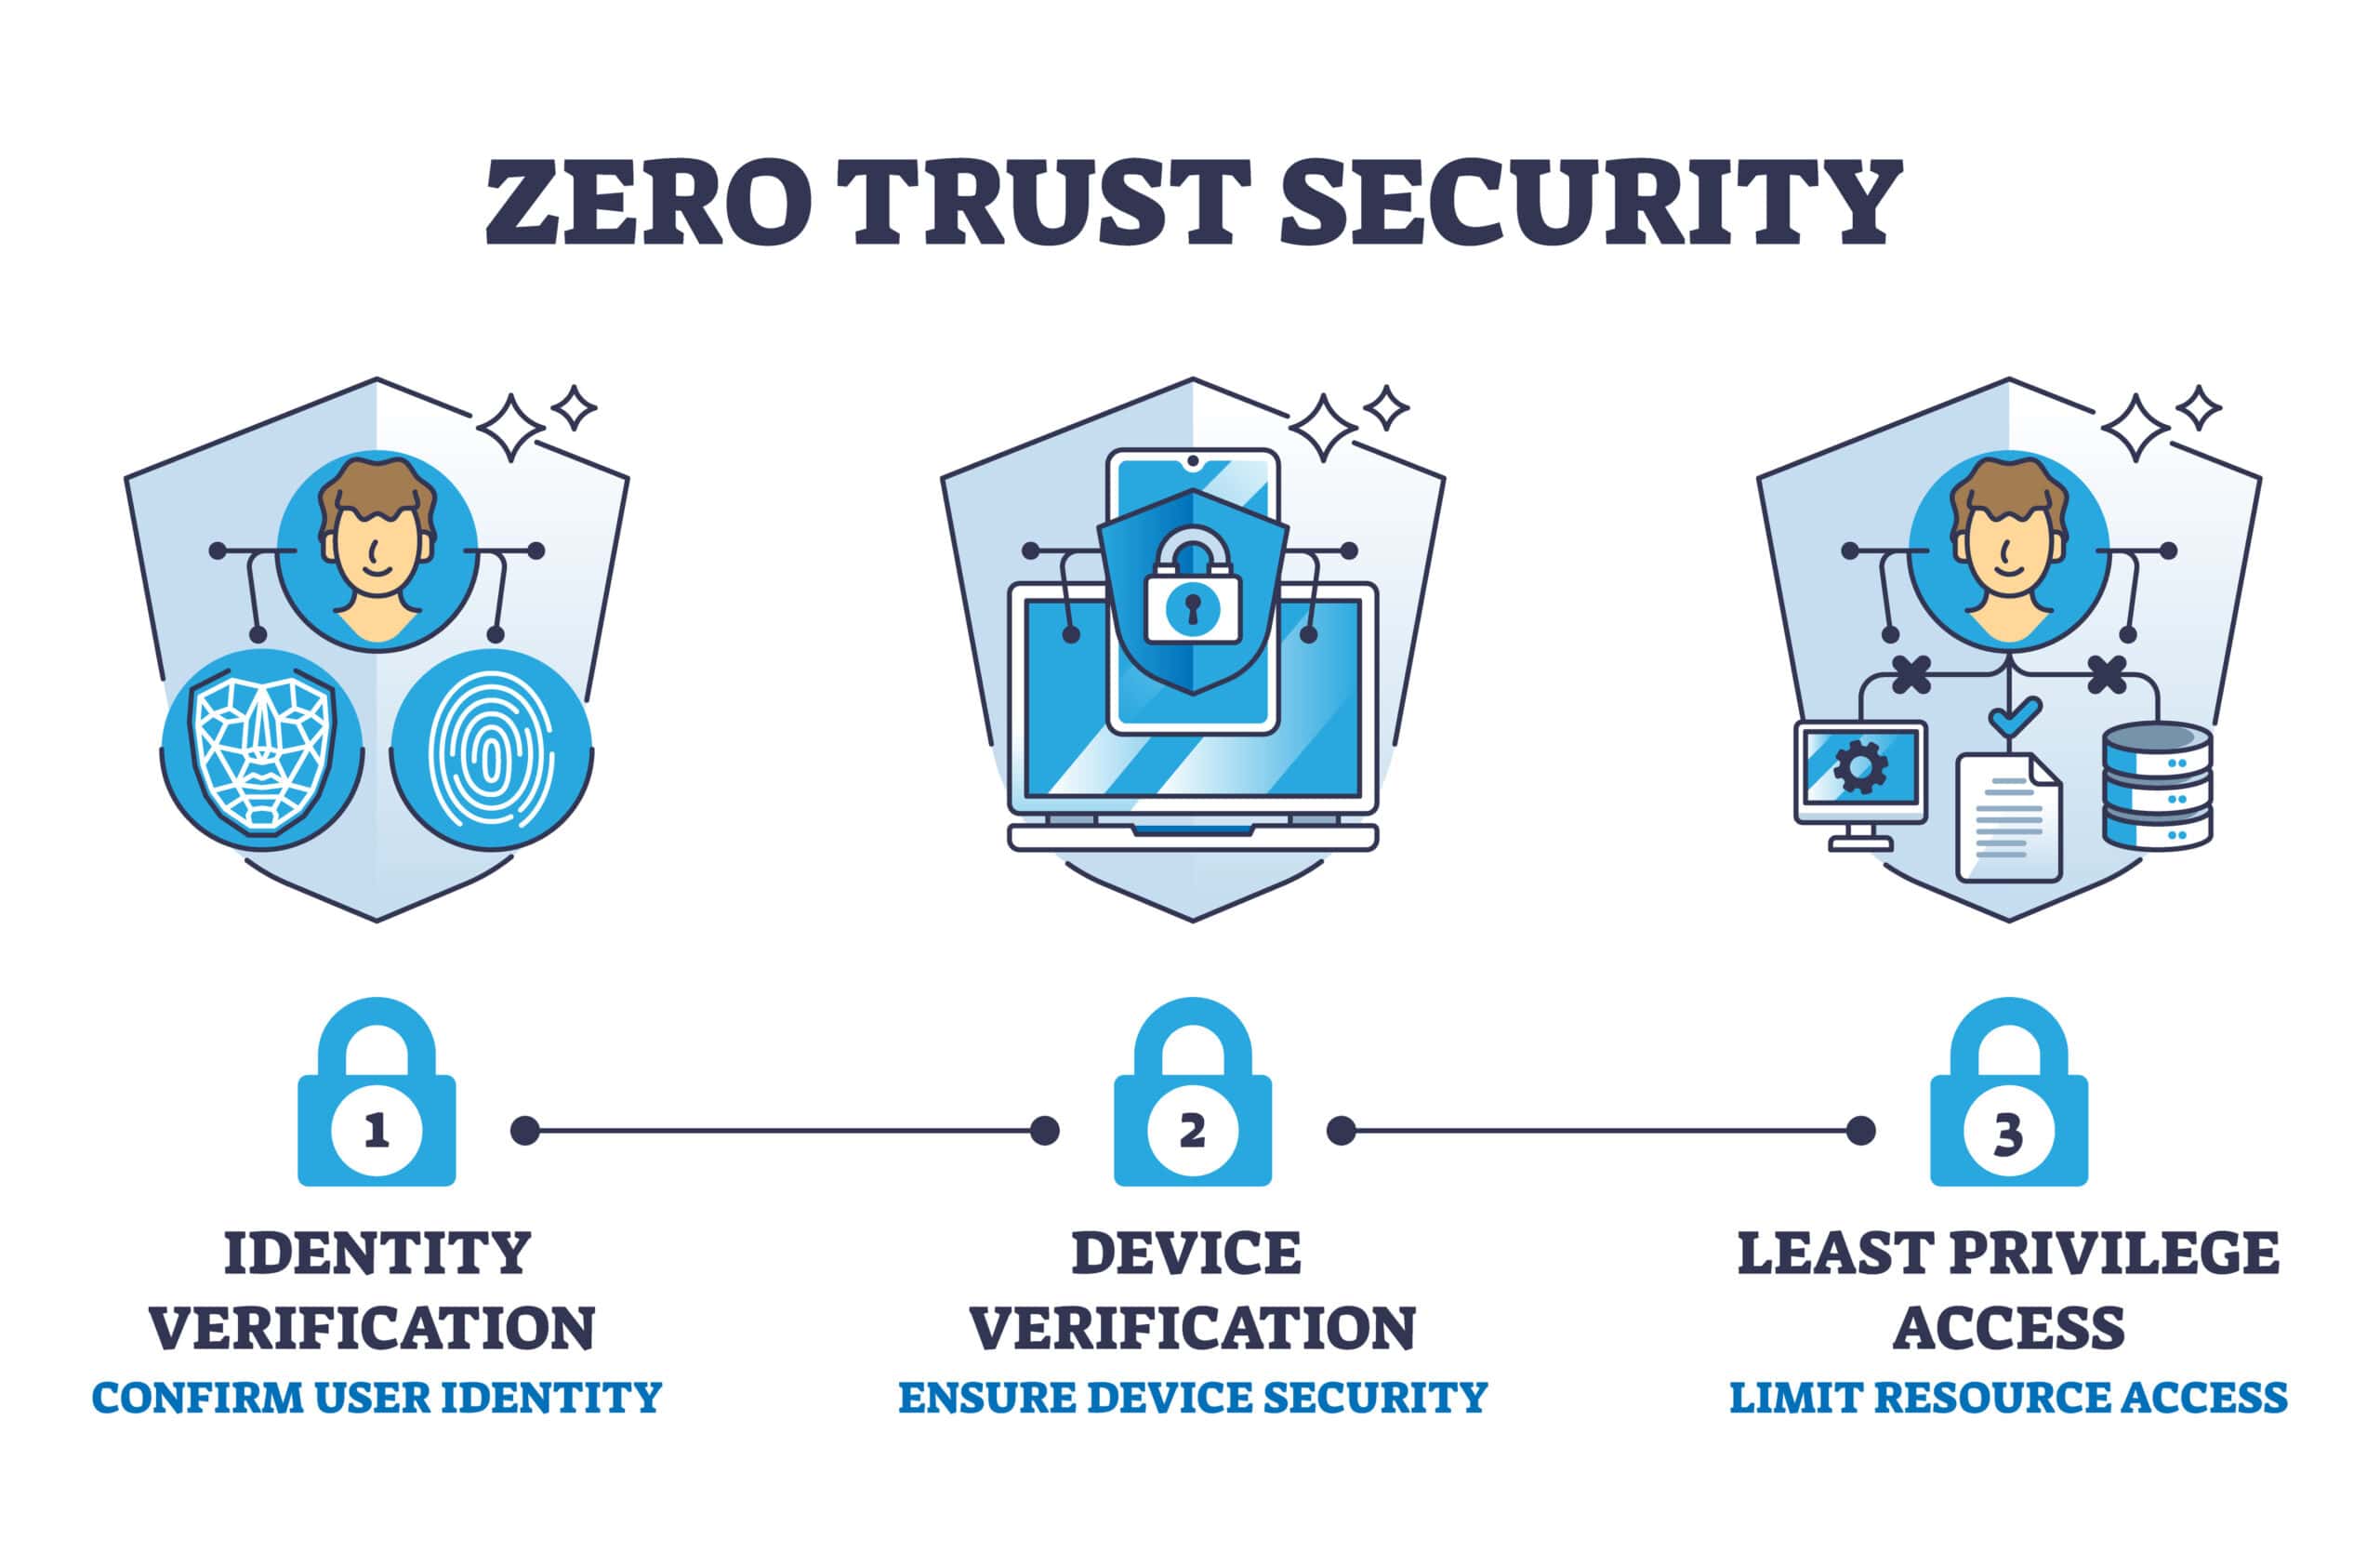 ZERO TRUST SECURITY
1
2
3
IDENTITY
VERIFICATION
CONFIRM USER IDENTITY
DEVICE
VERIFICATION
ENSURE DEVICE SECURITY
LEAST PRIVILEGE
ACCESS
LIMIT RESOURCE ACCESS